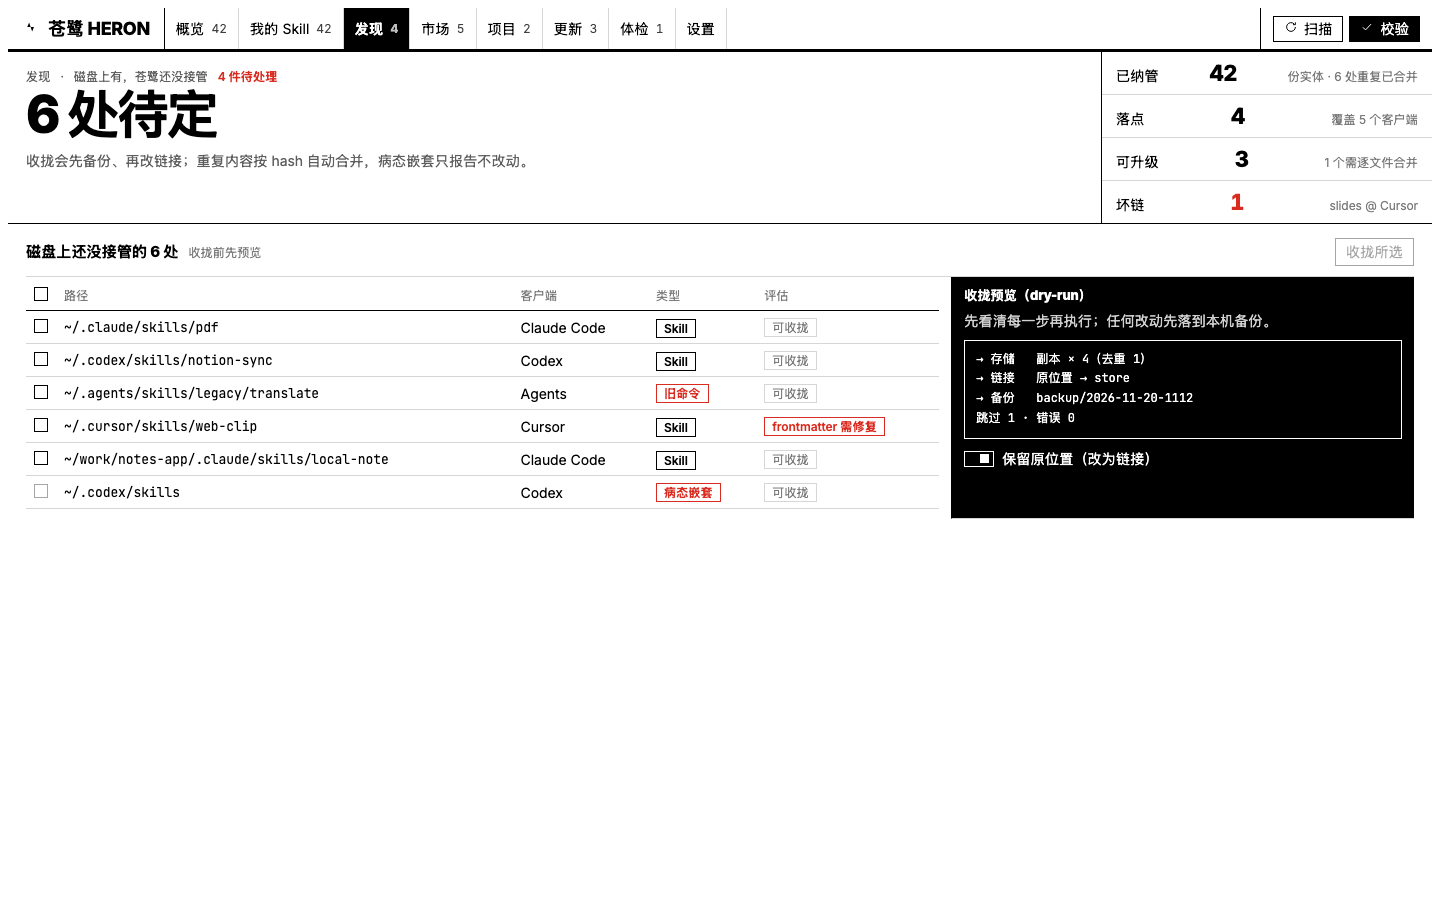 苍鹭 HERON
概览 42
我的 Skill 42
发现 4
市场 5
项目 2
更新 3
体检 1
设置
扫描
校验
发现 · 磁盘上有，苍鹭还没接管 4 件待处理
6 处待定
收拢会先备份、再改链接；重复内容按 hash 自动合并，病态嵌套只报告不改动。
已纳管 42 份实体 · 6 处重复已合并
落点 4 覆盖 5 个客户端
可升级 3 1 个需逐文件合并
坏链 1 slides @ Cursor
磁盘上还没接管的 6 处 收拢前先预览
收拢所选
路径 客户端 类型 评估
~/.claude/skills/pdf Claude Code Skill 可收拢
~/.codex/skills/notion-sync Codex Skill 可收拢
~/.agents/skills/legacy/translate Agents 旧命令 可收拢
~/.cursor/skills/web-clip Cursor Skill frontmatter 需修复
~/work/notes-app/.claude/skills/local-note Claude Code Skill 可收拢
~/.codex/skills Codex 病态嵌套 可收拢
收拢预览（dry-run）
先看清每一步再执行；任何改动先落到本机备份。
→ 存储 副本 × 4（去重 1）
→ 链接 原位置 → store
→ 备份 backup/2026-11-20-1112
跳过 1 · 错误 0
保留原位置（改为链接）